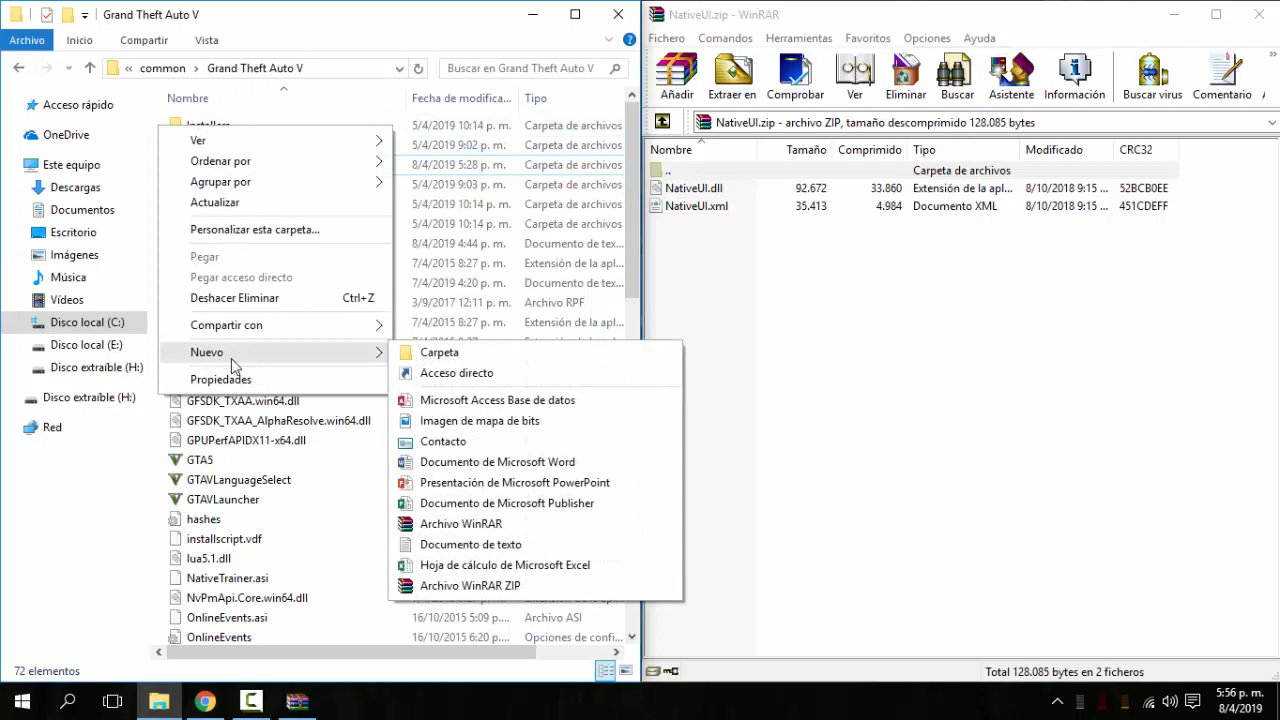 Grand Theft Auto V
Archivo Inicio Compartir Vista
common Grand Theft Auto V Buscar en Grand Theft Auto V
Nombre Fecha de modifica... Tipo
Acceso rápido
OneDrive
Este equipo
Descargas
Documentos
Escritorio
Imágenes
Música
Vídeos
Disco local (C:)
Disco local (E:)
Disco extraíble (H:)
Disco extraíble (H:)
Red
5/4/2019 10:14 p. m. Carpeta de archivos
5/4/2019 9:02 p. m. Carpeta de archivos
8/4/2019 5:28 p. m. Carpeta de archivos
5/4/2019 9:03 p. m. Carpeta de archivos
5/4/2019 10:14 p. m. Carpeta de archivos
5/4/2019 10:14 p. m. Carpeta de archivos
8/4/2019 4:44 p. m. Documento de tex...
7/4/2015 8:27 p. m. Extensión de la apl...
7/4/2019 4:20 p. m. Documento de tex...
3/9/2017 12:11 p. m. Archivo RPF
7/4/2015 8:27 p. m. Extensión de la apl...
Ver
Ordenar por
Agrupar por
Actualizar
Personalizar esta carpeta...
Pegar
Pegar acceso directo
Deshacer Eliminar Ctrl+Z
Compartir con
Nuevo
Propiedades
Carpeta
Acceso directo
Microsoft Access Base de datos
Imagen de mapa de bits
Contacto
Documento de Microsoft Word
Presentación de Microsoft PowerPoint
Documento de Microsoft Publisher
Archivo WinRAR
Documento de texto
Hoja de cálculo de Microsoft Excel
Archivo WinRAR ZIP
GFSDK_TXAA.win64.dll
GFSDK_TXAA_AlphaResolve.win64.dll
GPUPerfAPIDX11-x64.dll
GTA5
GTAVLanguageSelect
GTAVLauncher
hashes
installscript.vdf
lua5.1.dll
NativeTrainer.asi
NvPmApi.Core.win64.dll
OnlineEvents.asi 16/10/2015 5:09 p.... Archivo ASI
OnlineEvents 16/10/2015 6:20 p.... Opciones de confi...
72 elementos
NativeUI.zip - WinRAR
Fichero Comandos Herramientas Favoritos Opciones Ayuda
Añadir Extraer en Comprobar Ver Eliminar Buscar Asistente Información Buscar virus Comentario
NativeUI.zip - archivo ZIP, tamaño descomprimido 128.085 bytes
Nombre Tamaño Comprimido Tipo Modificado CRC32
.. Carpeta de archivos
NativeUI.dll 92.672 33.860 Extensión de la apl... 8/10/2018 9:15 ... 52BCB0EE
NativeUI.xml 35.413 4.984 Documento XML 8/10/2018 9:15 ... 451CDEFF
Total 128.085 bytes en 2 ficheros
5:56 p. m.
8/4/2019